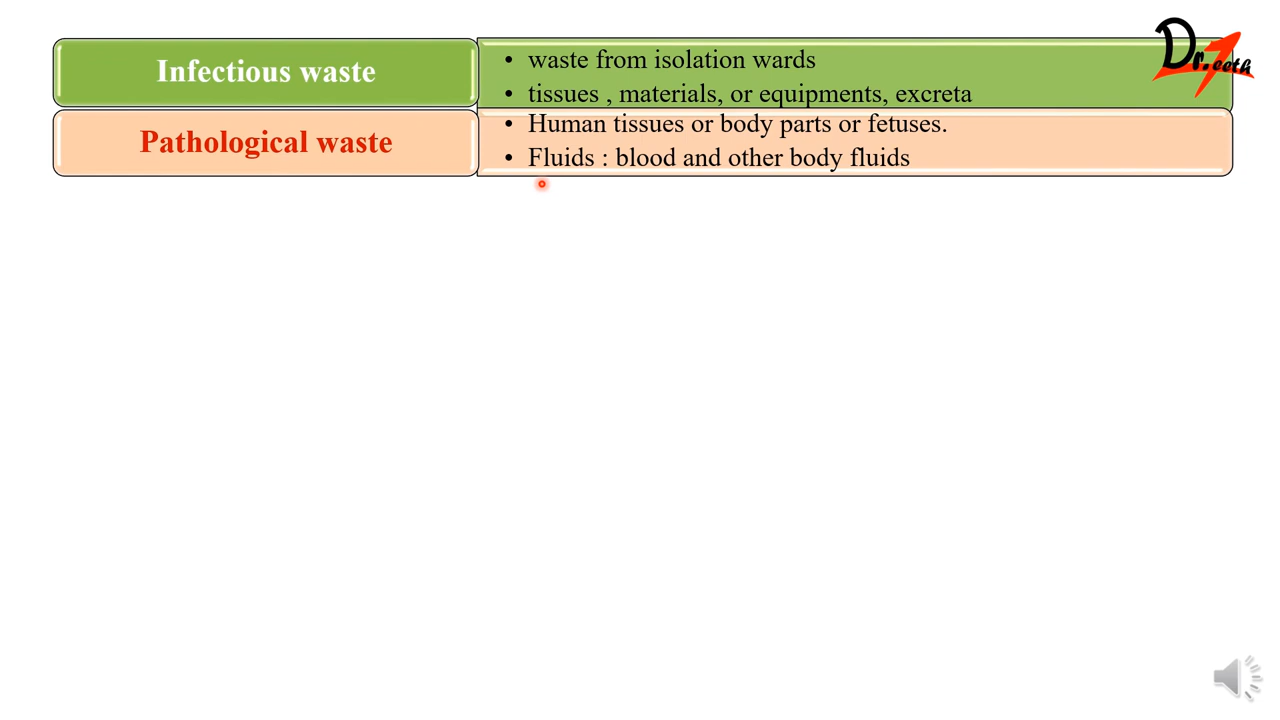 Infectious waste
• waste from isolation wards
• tissues , materials, or equipments, excreta
Pathological waste
• Human tissues or body parts or fetuses.
• Fluids : blood and other body fluids
Dr.eeth